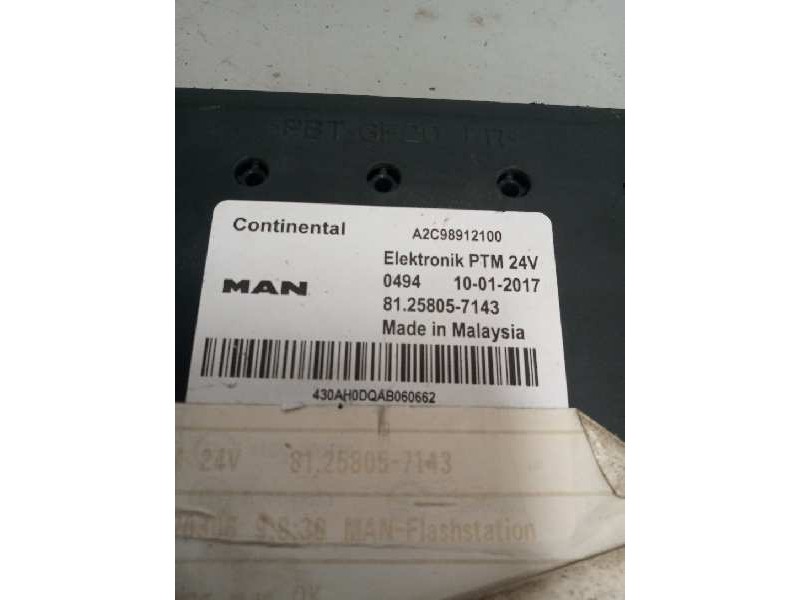 Continental A2C98912100
Elektronik PTM 24V
MAN 0494 10-01-2017
81.25805-7143
Made in Malaysia
430AH0DQAB060662
24V 81.25805-7143
MAN-Flashstation
OK